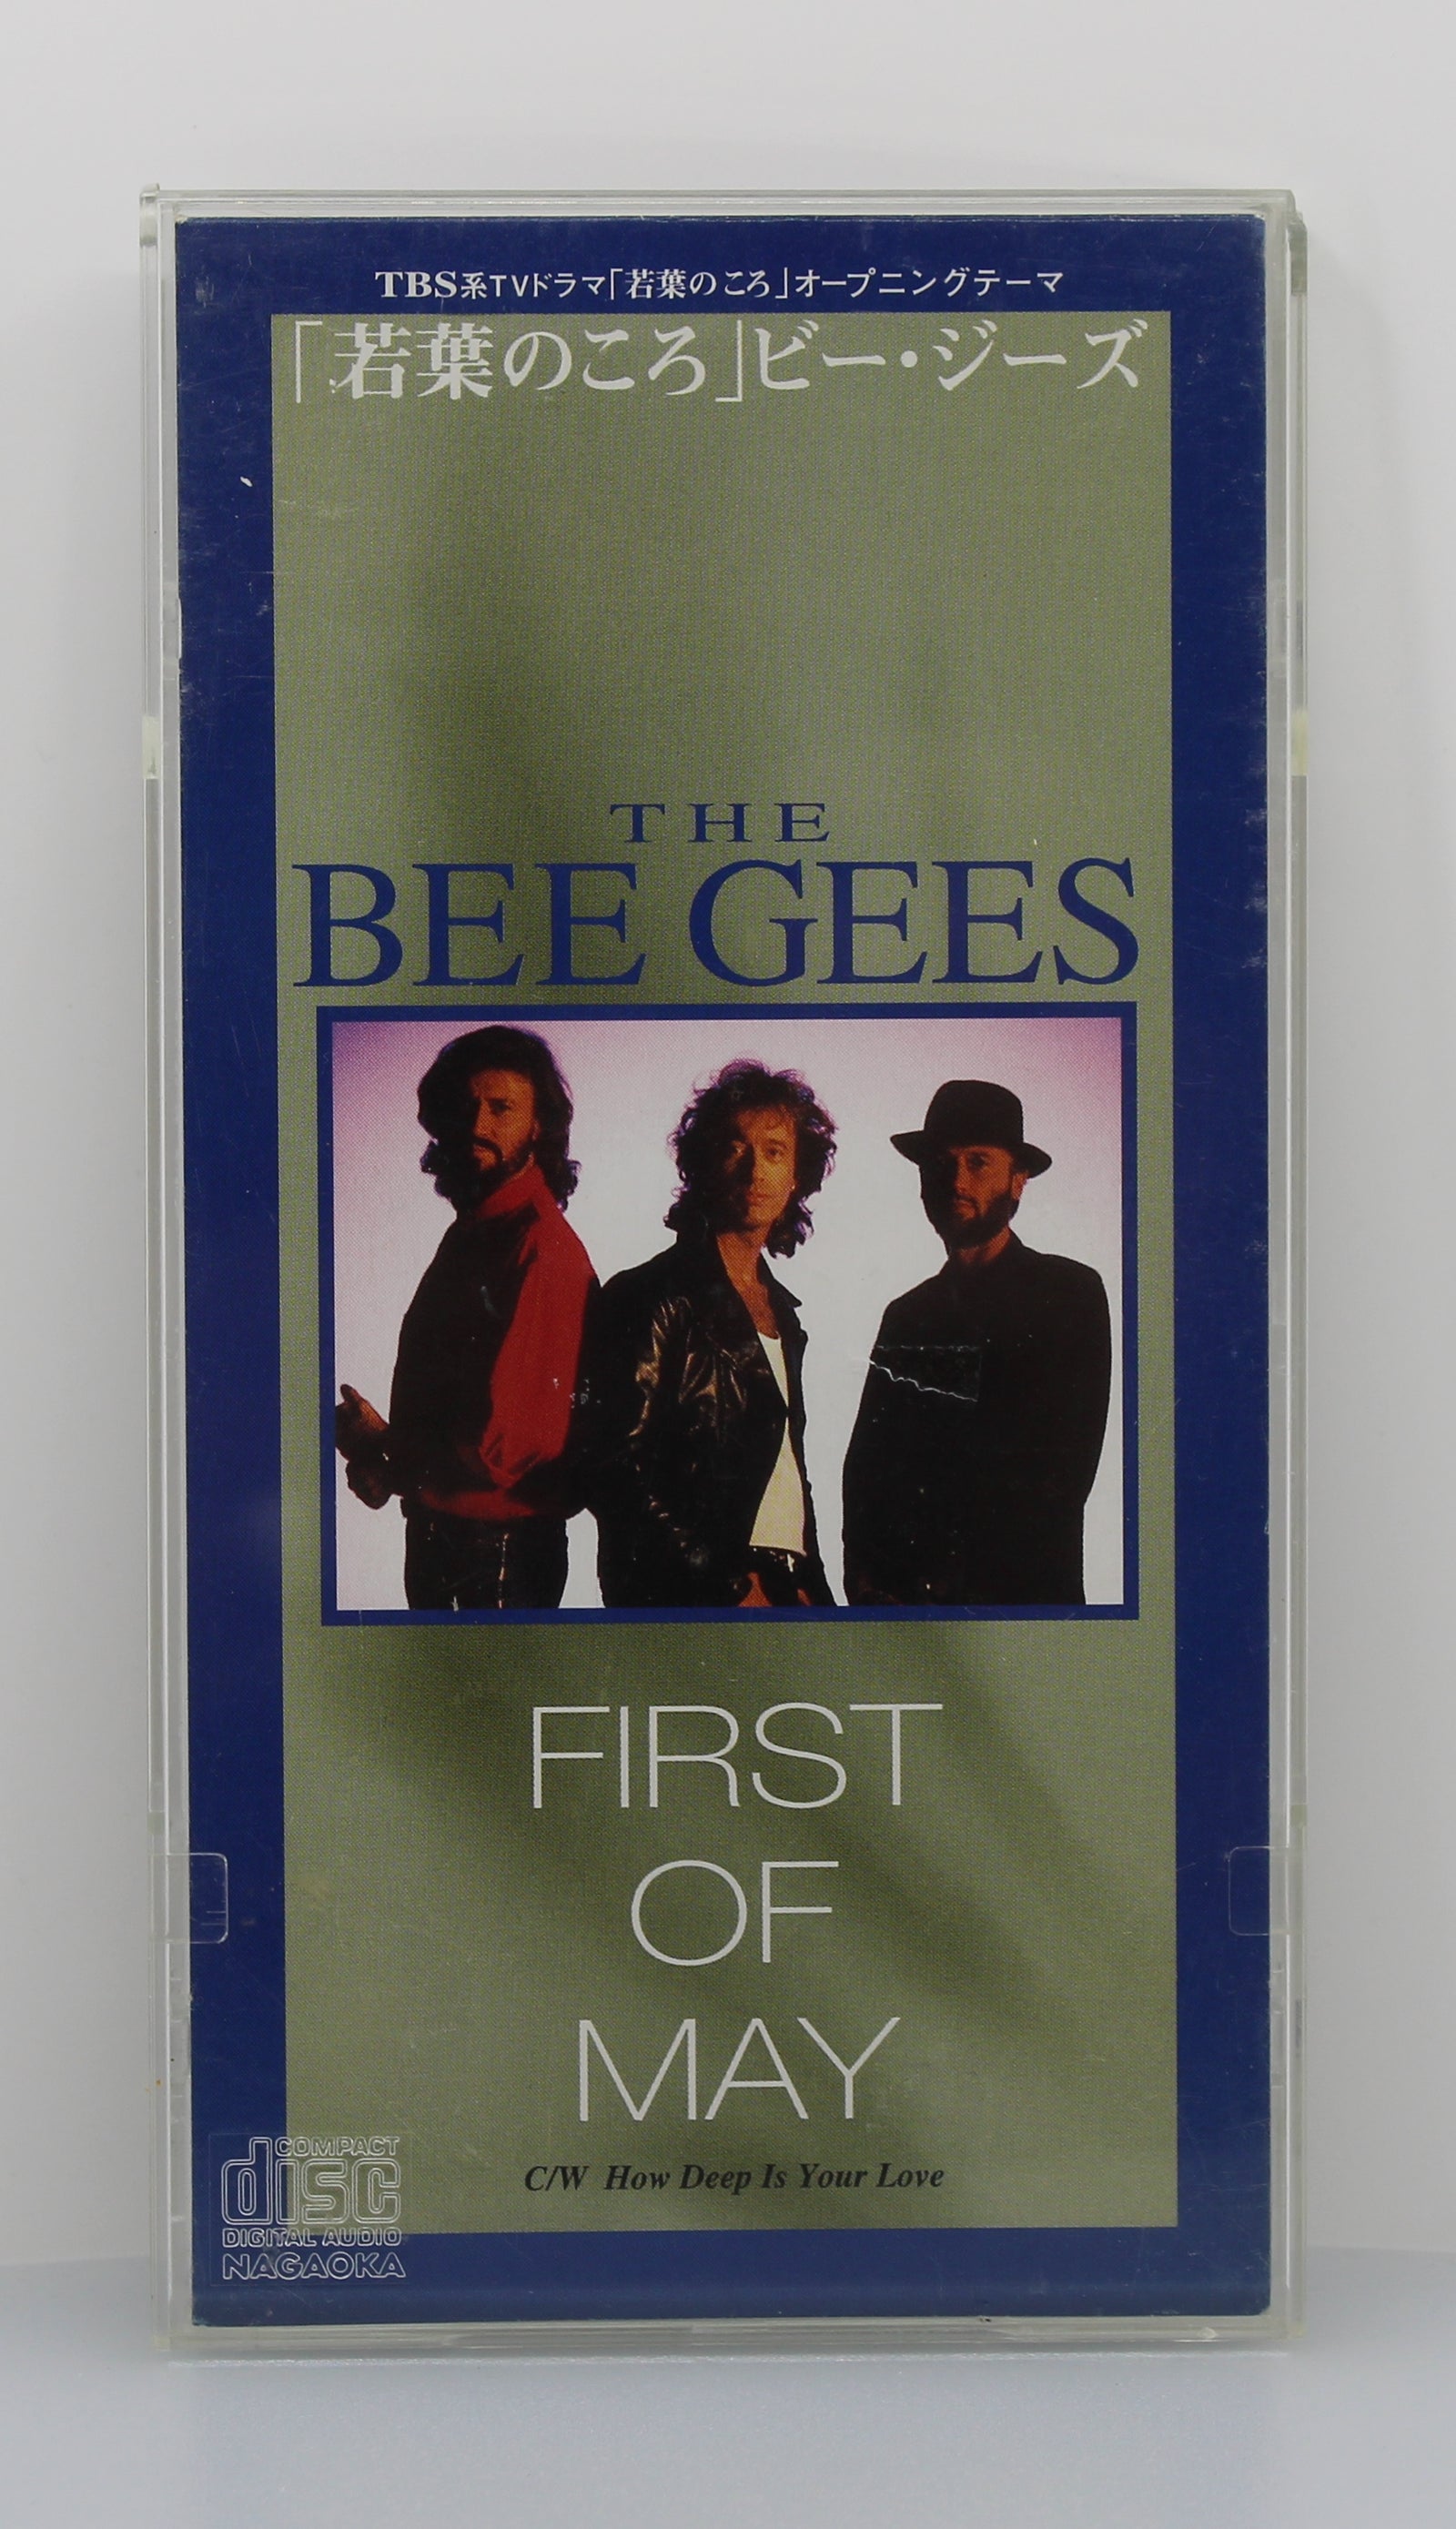 TBS系TVドラマ「若葉のころ」オープニングテーマ
「若葉のころ」ビー・ジーズ
THE
BEE GEES
FIRST
OF
MAY
C/W How Deep Is Your Love
COMPACT
disc
DIGITAL AUDIO
NAGAOKA